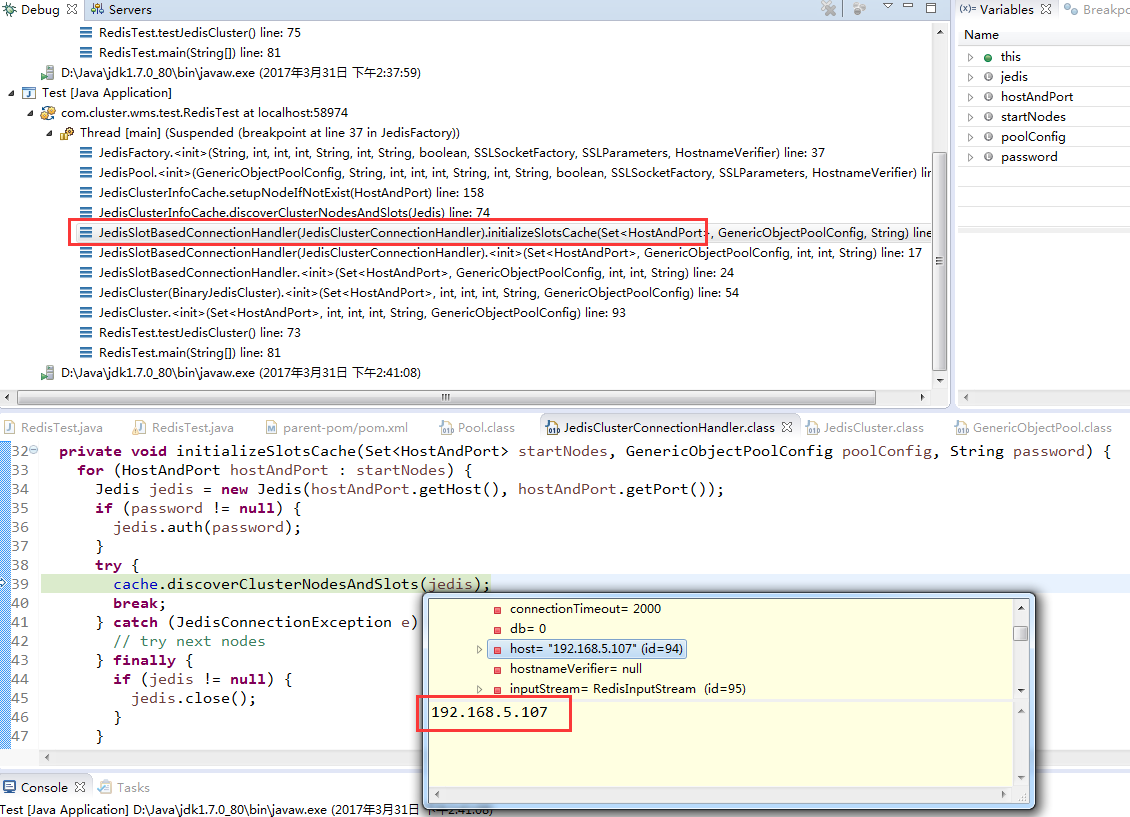 Debug Servers
RedisTest.testJedisCluster() line: 75
RedisTest.main(String[]) line: 81
D:\Java\jdk1.7.0_80\bin\javaw.exe (2017年3月31日 下午2:37:59)
Test [Java Application]
com.cluster.wms.test.RedisTest at localhost:58974
Thread [main] (Suspended (breakpoint at line 37 in JedisFactory))
JedisFactory.<init>(String, int, int, int, String, int, String, boolean, SSLSocketFactory, SSLParameters, HostnameVerifier) line: 37
JedisPool.<init>(GenericObjectPoolConfig, String, int, int, int, String, int, String, boolean, SSLSocketFactory, SSLParameters, HostnameVerifier) lin
JedisClusterInfoCache.setupNodeIfNotExist(HostAndPort) line: 158
JedisClusterInfoCache.discoverClusterNodesAndSlots(Jedis) line: 74
JedisSlotBasedConnectionHandler(JedisClusterConnectionHandler).initializeSlotsCache(Set<HostAndPort>, GenericObjectPoolConfig, String) line
JedisSlotBasedConnectionHandler(JedisClusterConnectionHandler).<init>(Set<HostAndPort>, GenericObjectPoolConfig, int, int, String) line: 17
JedisSlotBasedConnectionHandler.<init>(Set<HostAndPort>, GenericObjectPoolConfig, int, int, String) line: 24
JedisCluster(BinaryJedisCluster).<init>(Set<HostAndPort>, int, int, int, String, GenericObjectPoolConfig) line: 54
JedisCluster.<init>(Set<HostAndPort>, int, int, int, String, GenericObjectPoolConfig) line: 93
RedisTest.testJedisCluster() line: 73
RedisTest.main(String[]) line: 81
D:\Java\jdk1.7.0_80\bin\javaw.exe (2017年3月31日 下午2:41:08)
(x)= Variables Breakpo
Name
this
jedis
hostAndPort
startNodes
poolConfig
password
RedisTest.java RedisTest.java parent-pom/pom.xml Pool.class JedisClusterConnectionHandler.class JedisCluster.class GenericObjectPool.class
32 private void initializeSlotsCache(Set<HostAndPort> startNodes, GenericObjectPoolConfig poolConfig, String password) {
33 for (HostAndPort hostAndPort : startNodes) {
34 Jedis jedis = new Jedis(hostAndPort.getHost(), hostAndPort.getPort());
35 if (password != null) {
36 jedis.auth(password);
37 }
38 try {
39 cache.discoverClusterNodesAndSlots(jedis);
40 break;
41 } catch (JedisConnectionException e)
42 // try next nodes
43 } finally {
44 if (jedis != null) {
45 jedis.close();
46 }
47 }
connectionTimeout= 2000
db= 0
host= "192.168.5.107" (id=94)
hostnameVerifier= null
inputStream= RedisInputStream (id=95)
192.168.5.107
Console Tasks
Test [Java Application] D:\Java\jdk1.7.0_80\bin\javaw.exe (2017年3月31日 下午2:41:08)